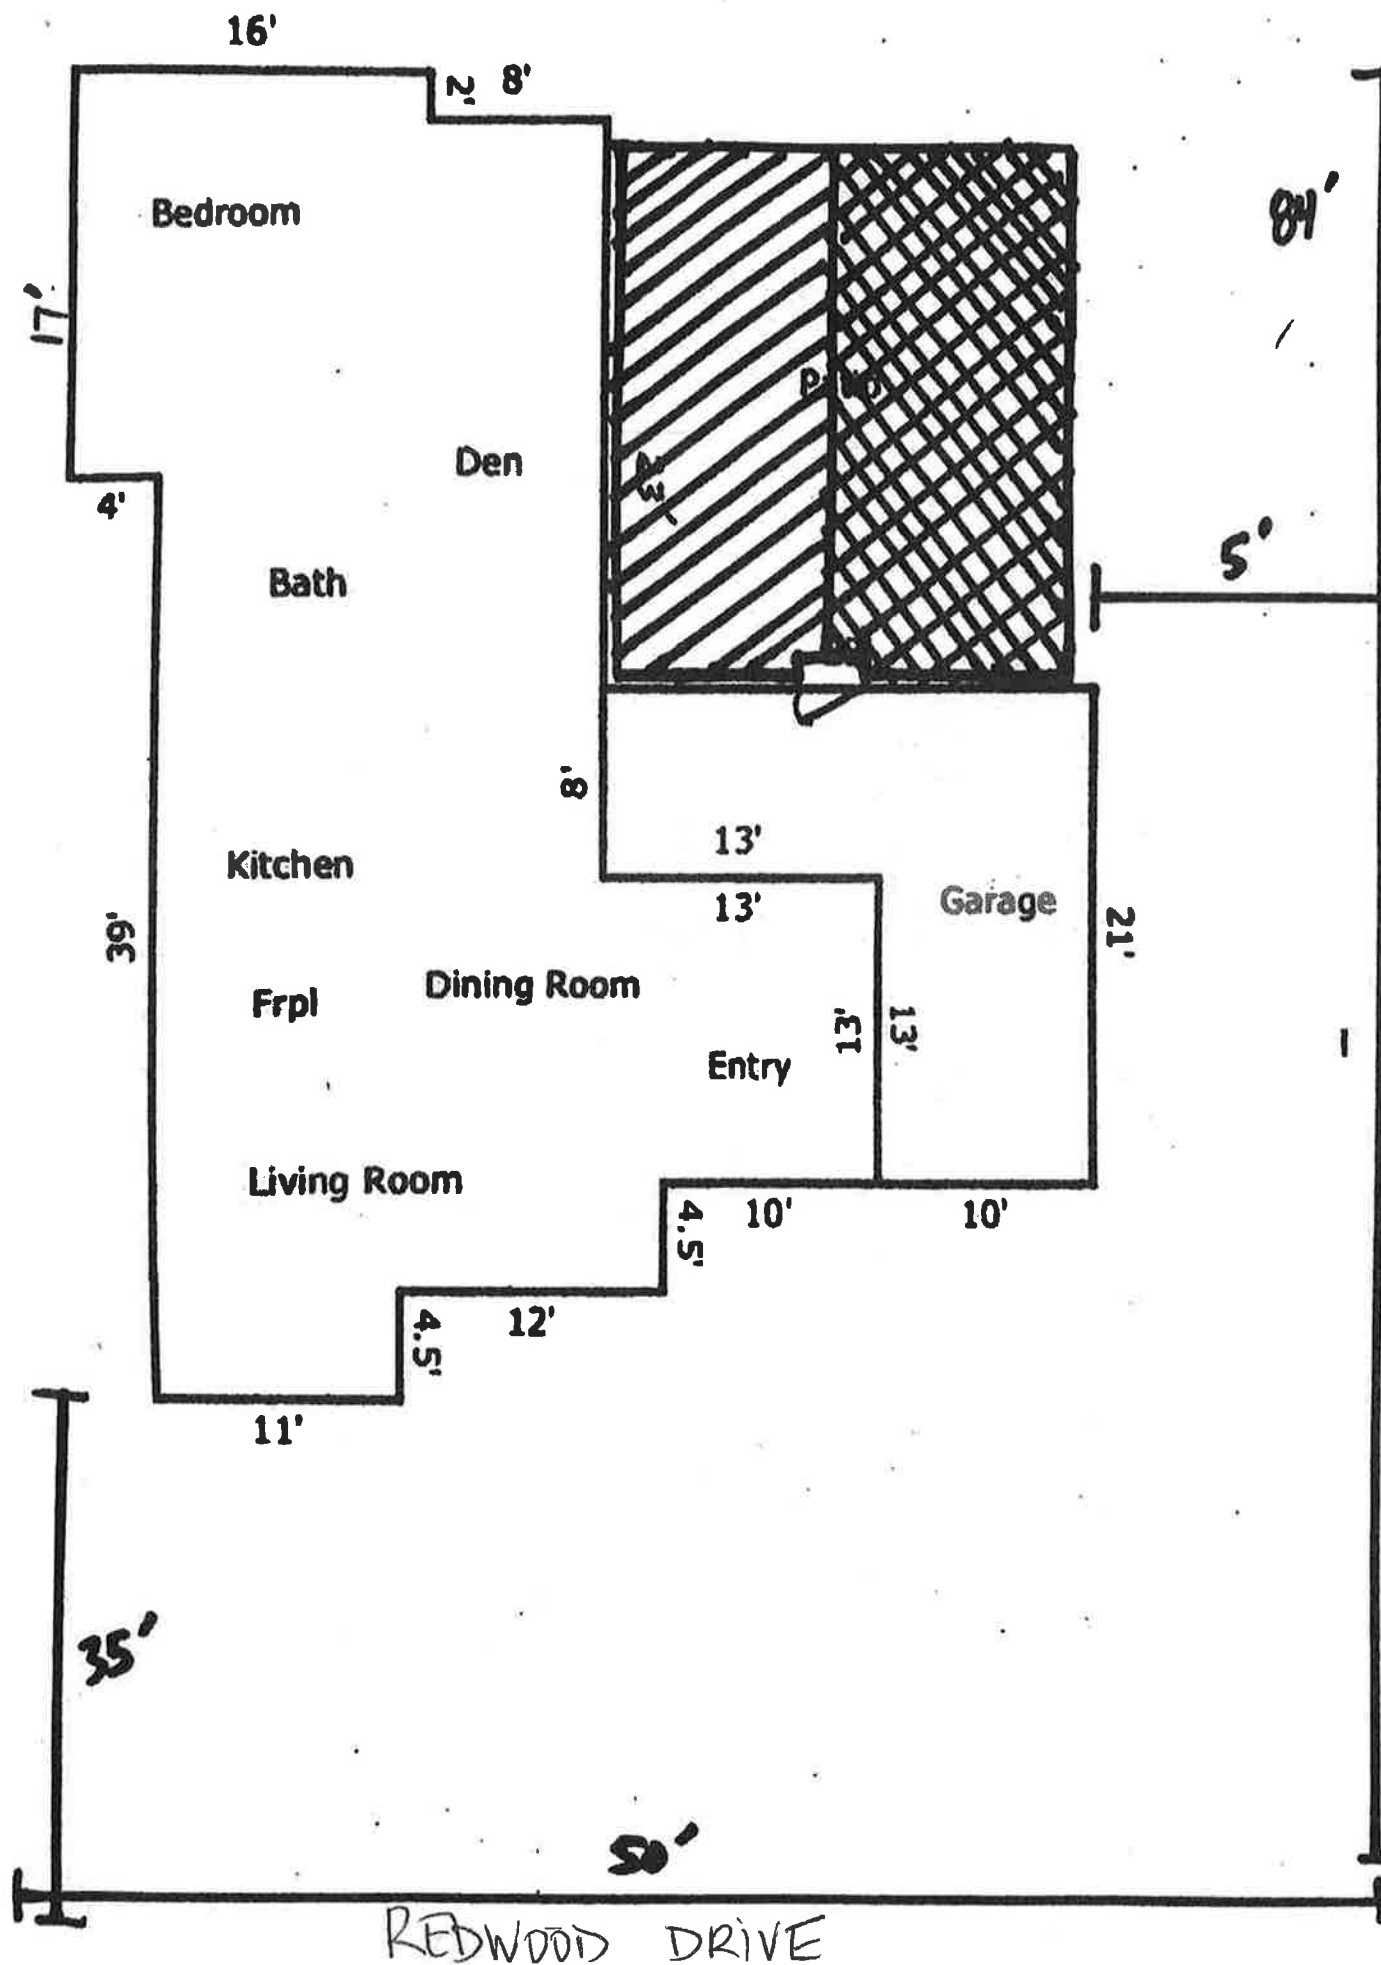 16'
2'
8'
Bedroom
84'
17'
Den
4'
5'
Bath
8'
13'
Kitchen
13'
Garage
39'
21'
Dining Room
Frpl
13'
13'
Entry
Living Room
10'
10'
4.5'
12'
4.5'
11'
35'
50'
REDWOOD DRIVE